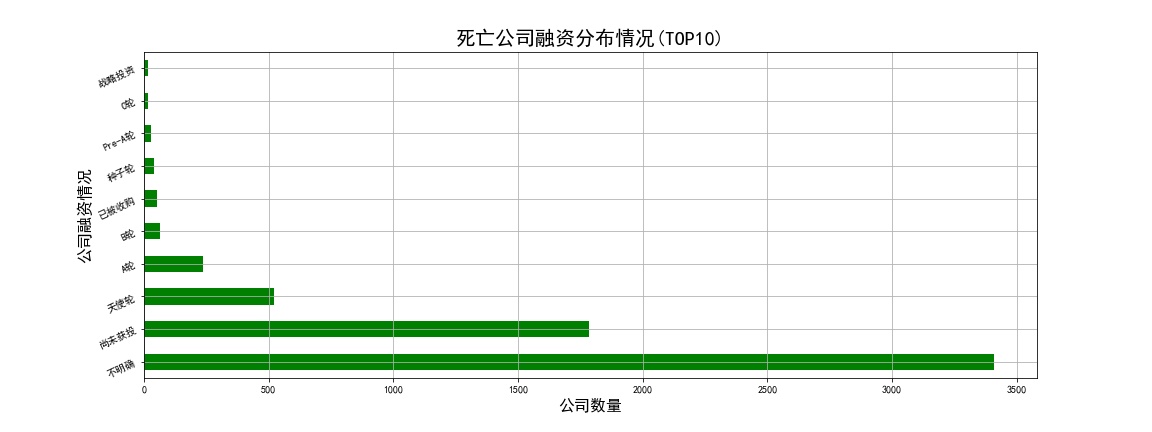 死亡公司融资分布情况(TOP10)
公司融资情况
战略投资
C轮
Pre-A轮
种子轮
已被收购
B轮
A轮
天使轮
尚未获投
不明确
0 500 1000 1500 2000 2500 3000 3500
公司数量